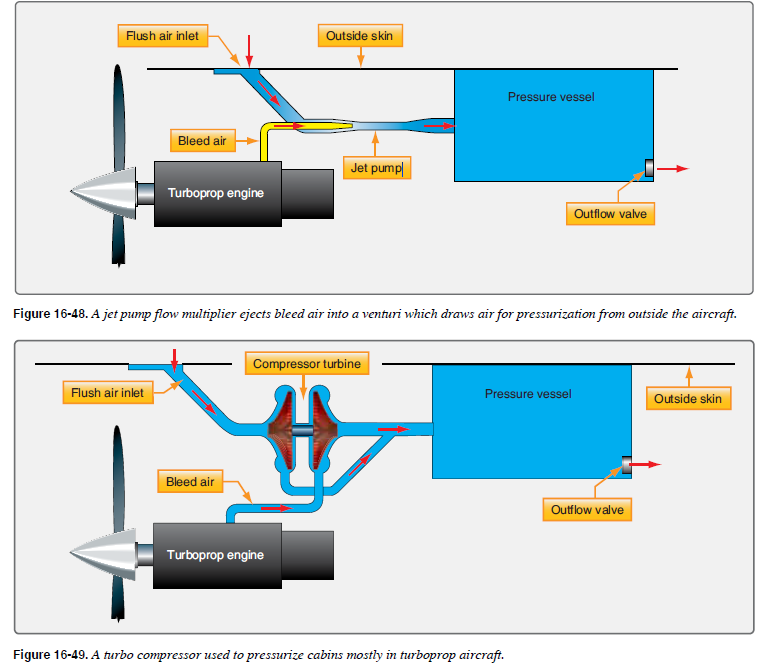 Flush air inlet
Outside skin
Pressure vessel
Bleed air
Jet pump
Turboprop engine
Outflow valve
Figure 16-48. A jet pump flow multiplier ejects bleed air into a venturi which draws air for pressurization from outside the aircraft.
Compressor turbine
Flush air inlet
Pressure vessel
Outside skin
Bleed air
Outflow valve
Turboprop engine
Figure 16-49. A turbo compressor used to pressurize cabins mostly in turboprop aircraft.